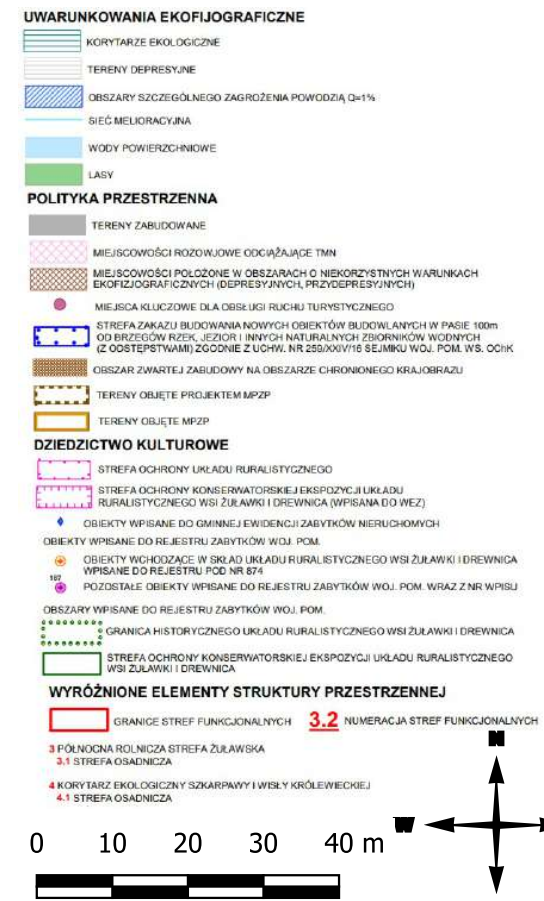 UWARUNKOWANIA EKOFIJOGRAFICZNE
KORYTARZE EKOLOGICZNE
TERENY DEPRESYJNE
OBSZARY SZCZEGÓLNEGO ZAGROŻENIA POWODZIĄ Q=1%
SIEĆ MELIORACYJNA
WODY POWIERZCHNIOWE
LASY
POLITYKA PRZESTRZENNA
TERENY ZABUDOWANE
MIEJSCOWOŚCI ROZOWJOWE ODCIĄŻAJĄCE TMN
MIEJSCOWOŚCI POŁOŻONE W OBSZARACH O NIEKORZYSTNYCH WARUNKACH
EKOFIZJOGRAFICZNYCH (DEPRESYJNYCH, PRZYDEPRESYJNYCH)
MIEJSCA KLUCZOWE DLA OBSŁUGI RUCHU TURYSTYCZNEGO
STREFA ZAKAZU BUDOWANIA NOWYCH OBIEKTÓW BUDOWLANYCH W PASIE 100m
OD BRZEGÓW RZEK, JEZIOR I INNYCH NATURALNYCH ZBIORNIKÓW WODNYCH
(Z ODSTĘPSTWAMI) ZGODNIE Z UCHW. NR 259/XXIV/16 SEJMIKU WOJ. POM. WS. OChK
OBSZAR ZWARTEJ ZABUDOWY NA OBSZARZE CHRONIONEGO KRAJOBRAZU
TERENY OBJĘTE PROJEKTEM MPZP
TERENY OBJĘTE MPZP
DZIEDZICTWO KULTUROWE
STREFA OCHRONY UKŁADU RURALISTYCZNEGO
STREFA OCHRONY KONSERWATORSKIEJ EKSPOZYCJI UKŁADU
RURALISTYCZNEGO WSI ŻUŁAWKI I DREWNICA (WPISANA DO WEZ)
OBIEKTY WPISANE DO GMINNEJ EWIDENCJI ZABYTKÓW NIERUCHOMYCH
OBIEKTY WPISANE DO REJESTRU ZABYTKÓW WOJ. POM.
OBIEKTY WCHODZĄCE W SKŁAD UKŁADU RURALISTYCZNEGO WSI ŻUŁAWKI I DREWNICA
WPISANE DO REJESTRU POD NR 874
187
POZOSTAŁE OBIEKTY WPISANE DO REJESTRU ZABYTKÓW WOJ. POM. WRAZ Z NR WPISU
OBSZARY WPISANE DO REJESTRU ZABYTKÓW WOJ. POM.
GRANICA HISTORYCZNEGO UKŁADU RURALISTYCZNEGO WSI ŻUŁAWKI I DREWNICA
STREFA OCHRONY KONSERWATORSKIEJ EKSPOZYCJI UKŁADU RURALISTYCZNEGO
WSI ŻUŁAWKI I DREWNICA
WYRÓŻNIONE ELEMENTY STRUKTURY PRZESTRZENNEJ
GRANICE STREF FUNKCJONALNYCH 3.2 NUMERACJA STREF FUNKCJONALNYCH
3 PÓŁNOCNA ROLNICZA STREFA ŻUŁAWSKA
3.1 STREFA OSADNICZA
4 KORYTARZ EKOLOGICZNY SZKARPAWY I WISŁY KRÓLEWIECKIEJ
4.1 STREFA OSADNICZA
N
W
0 10 20 30 40 m